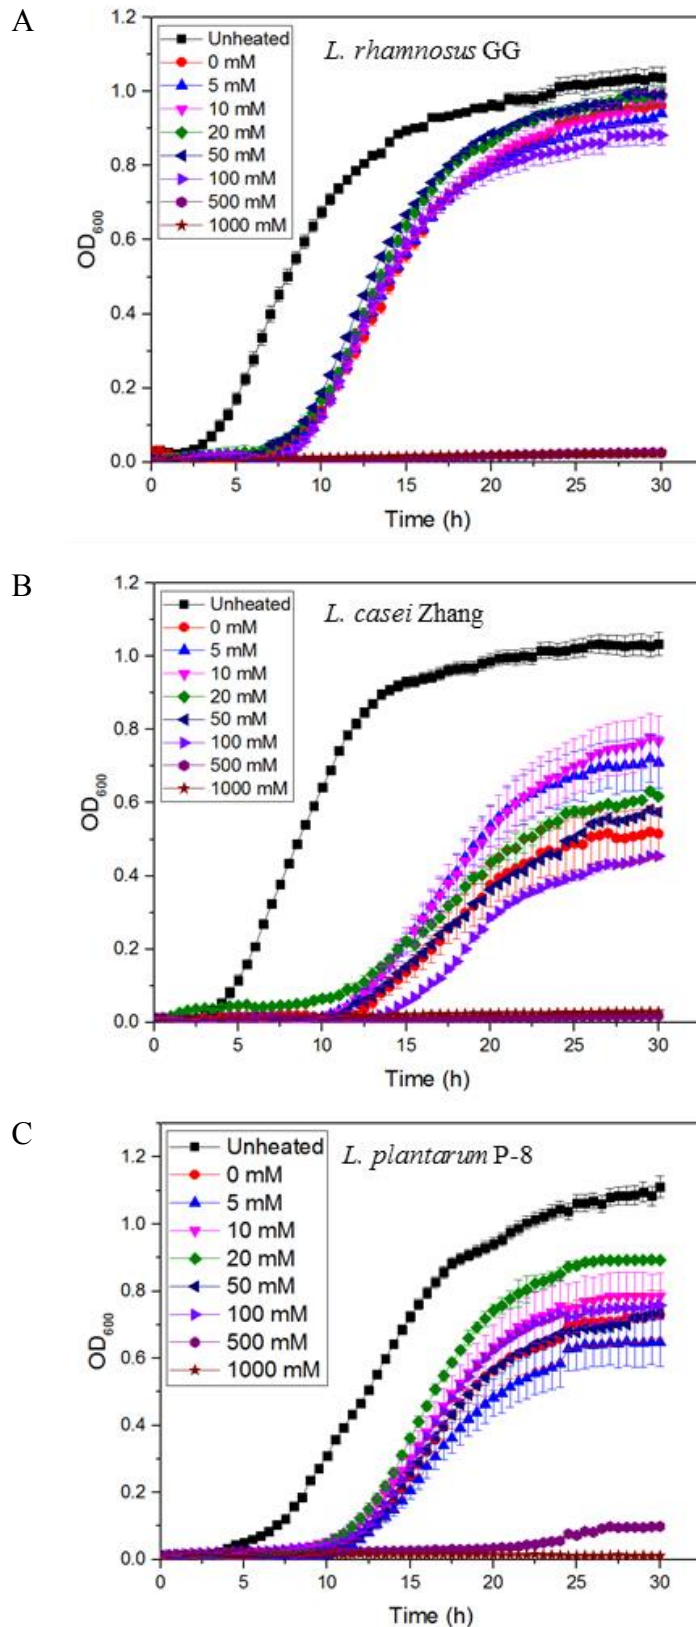 A
1.2
1.0
0.8
0.6
0.4
0.2
0.0
OD600
Unheated
0 mM
5 mM
10 mM
20 mM
50 mM
100 mM
500 mM
1000 mM
L. rhamnosus GG
0 5 10 15 20 25 30
Time (h)
B
1.2
1.0
0.8
0.6
0.4
0.2
0.0
OD600
Unheated
0 mM
5 mM
10 mM
20 mM
50 mM
100 mM
500 mM
1000 mM
L. casei Zhang
0 5 10 15 20 25 30
Time (h)
C
1.2
1.0
0.8
0.6
0.4
0.2
0.0
OD600
Unheated
0 mM
5 mM
10 mM
20 mM
50 mM
100 mM
500 mM
1000 mM
L. plantarum P-8
0 5 10 15 20 25 30
Time (h)